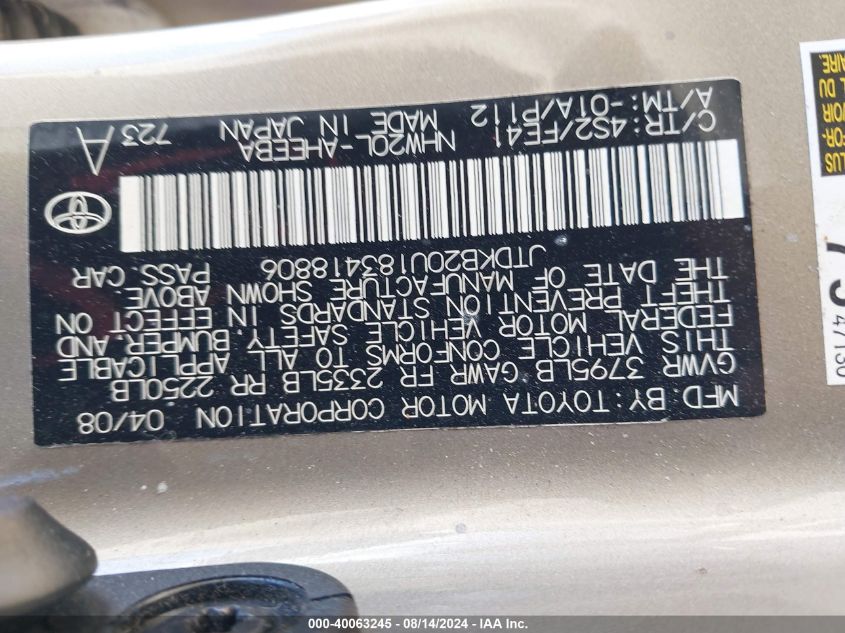 MFD. BY: TOYOTA MOTOR CORPORATION 04/08
GVWR 3795LB GAWR FR 2335LB RR 2250LB
THIS VEHICLE CONFORMS TO ALL APPLICABLE
FEDERAL MOTOR VEHICLE SAFETY, BUMPER, AND
THEFT PREVENTION STANDARDS IN EFFECT ON
THE DATE OF MANUFACTURE SHOWN ABOVE.
JTDKB20U183418806 PASS. CAR
C/TR: 4S2/FE41
A/TM: -01A/P112
NHW20L-AHEEBA
MADE IN JAPAN
723 A
000-40063245 - 08/14/2024 - IAA Inc.